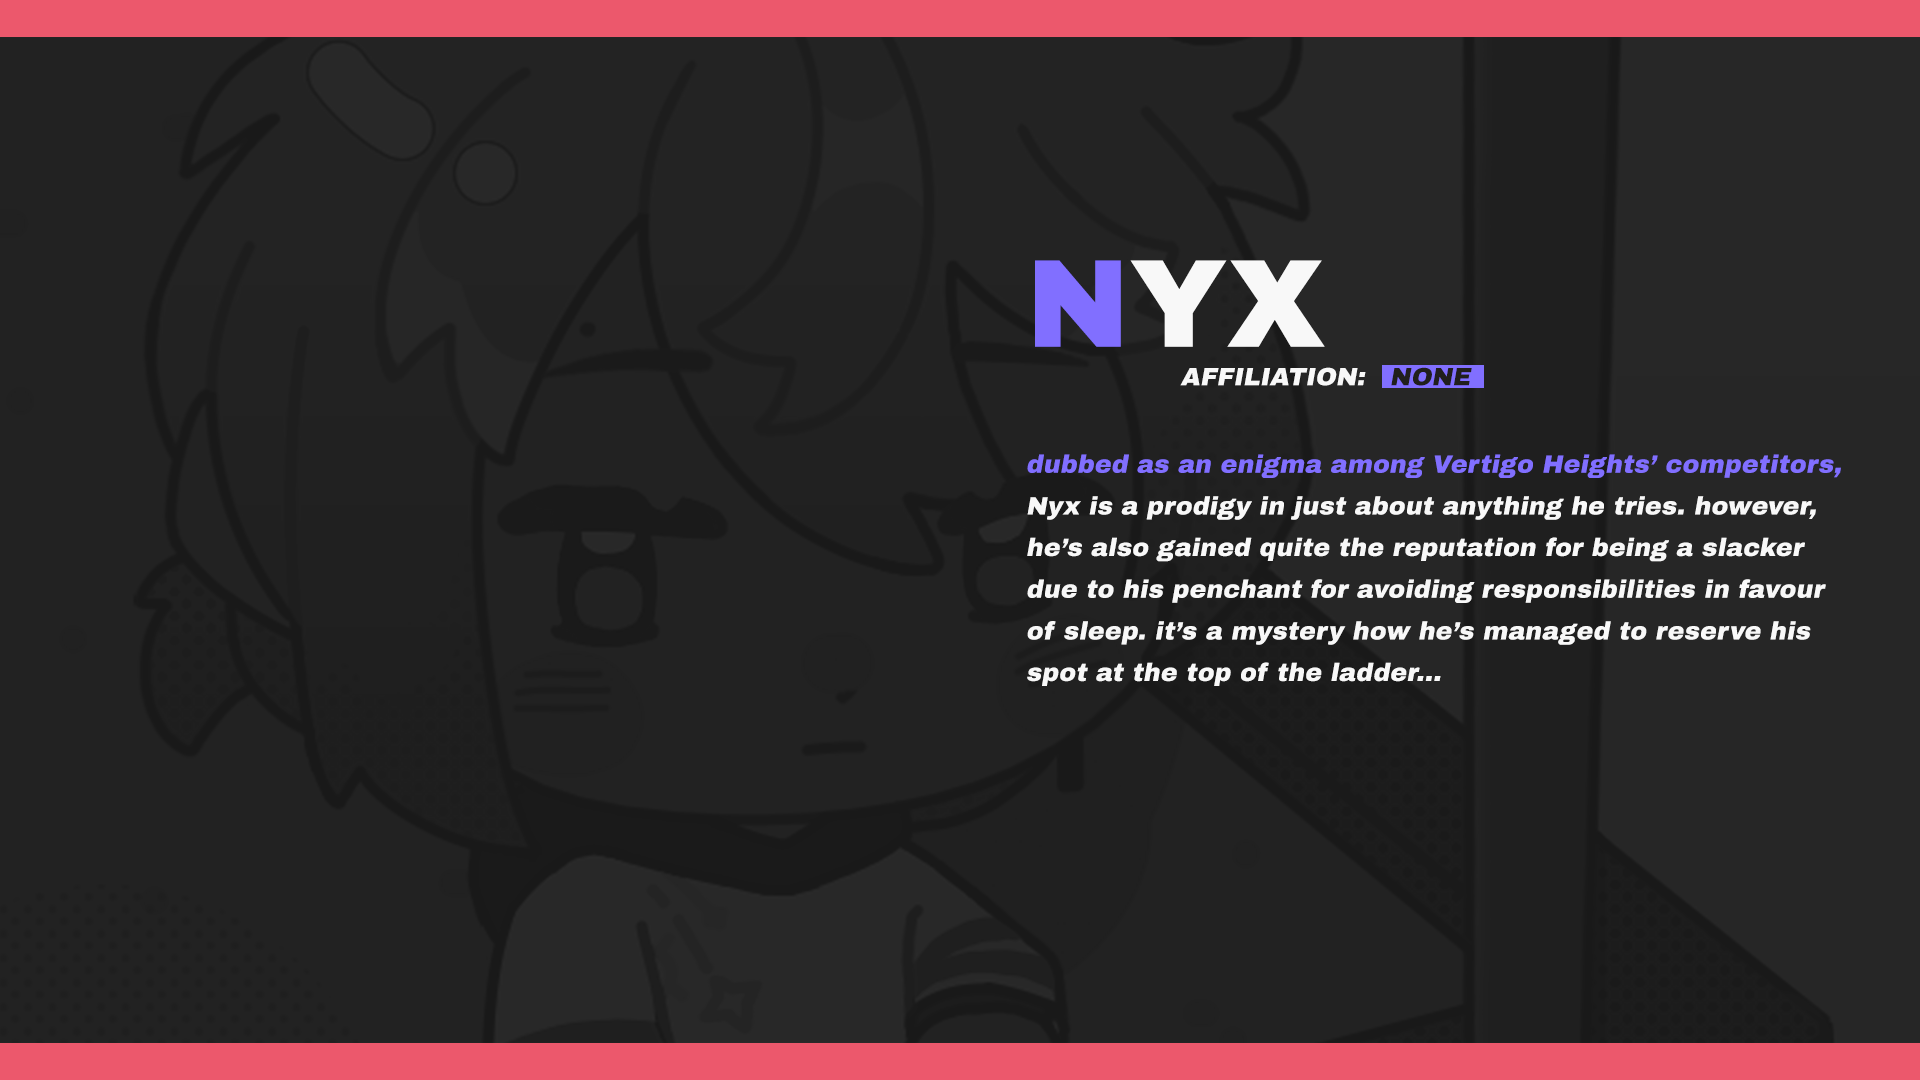 NYX
AFFILIATION: NONE
dubbed as an enigma among Vertigo Heights’ competitors,
Nyx is a prodigy in just about anything he tries. however,
he’s also gained quite the reputation for being a slacker
due to his penchant for avoiding responsibilities in favour
of sleep. it’s a mystery how he’s managed to reserve his
spot at the top of the ladder...